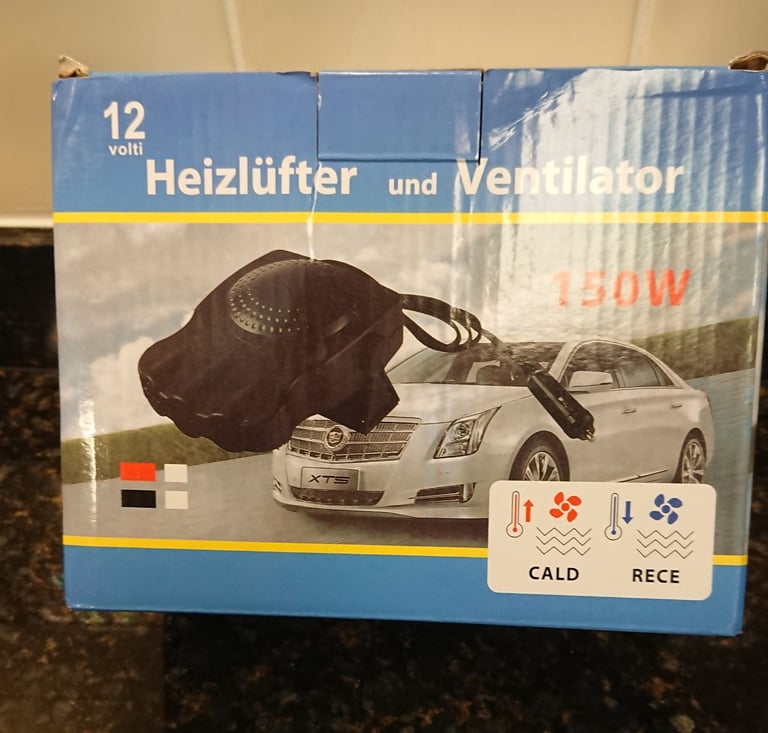 12
volti
Heizlüfter und Ventilator
150W
XTS
CALD RECE